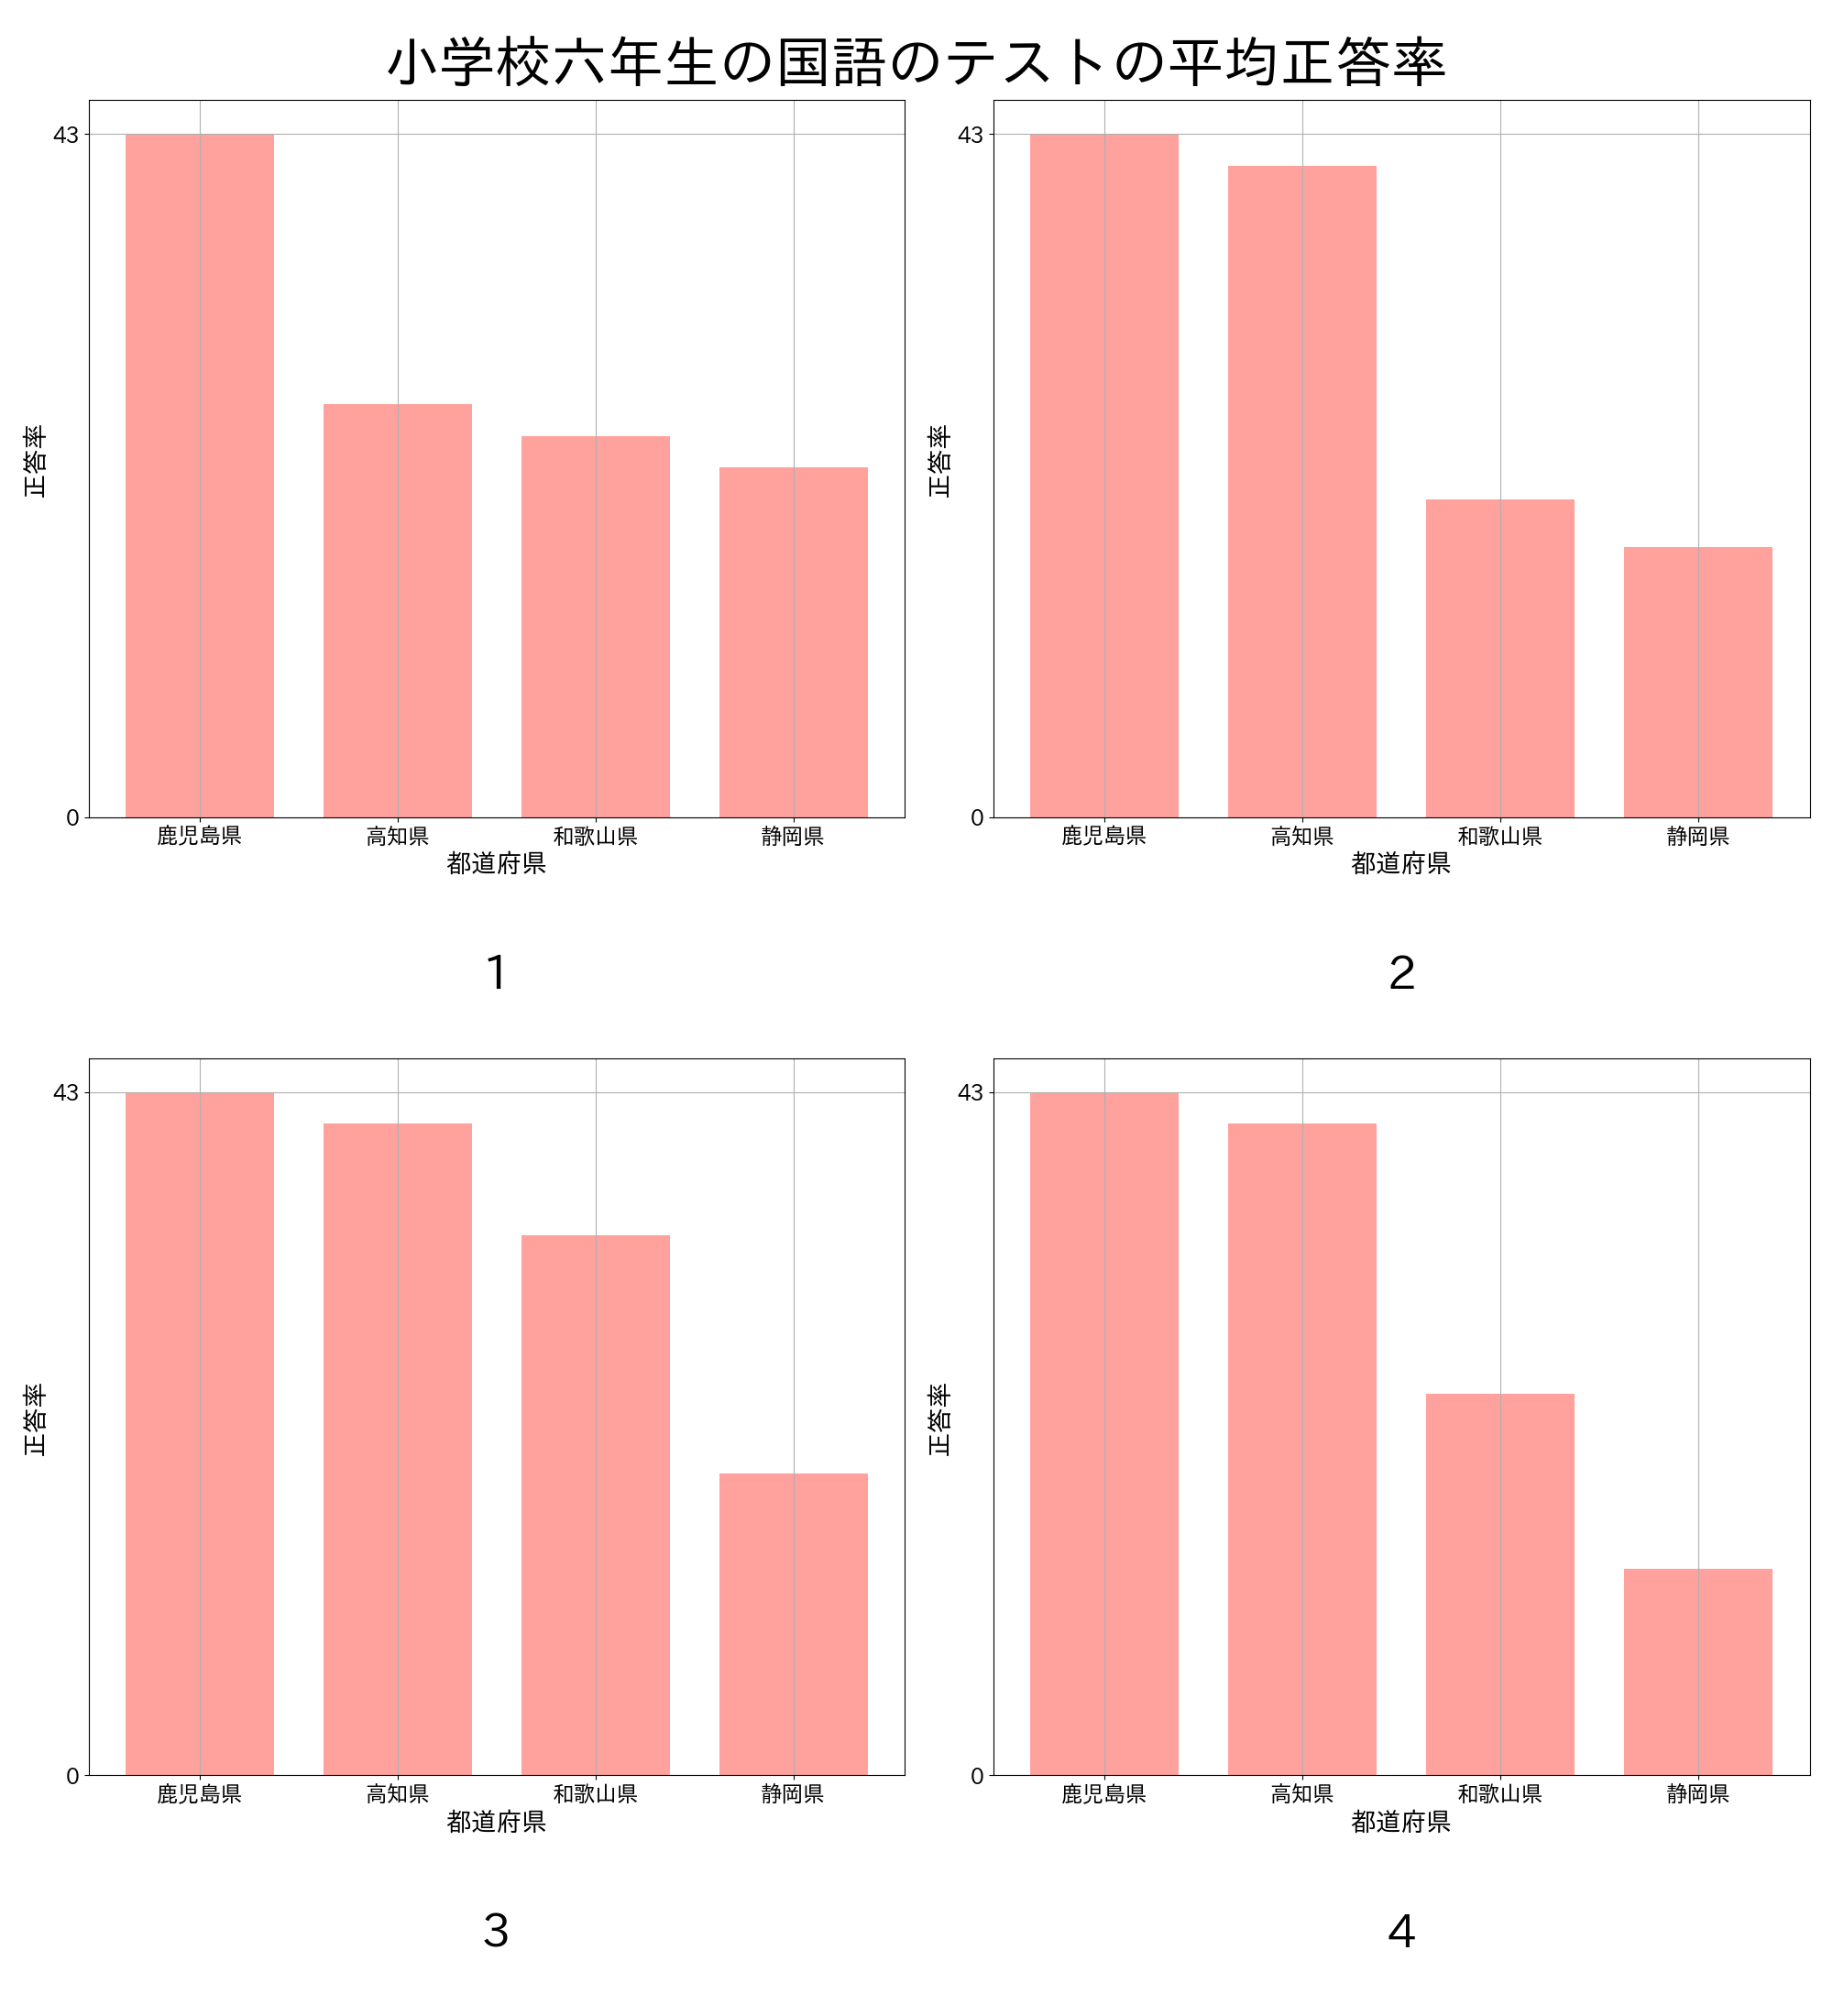 小学校六年生の国語のテストの平均正答率
43
正答率
0
鹿児島県 高知県 和歌山県 静岡県
都道府県
1
43
正答率
0
鹿児島県 高知県 和歌山県 静岡県
都道府県
2
43
正答率
0
鹿児島県 高知県 和歌山県 静岡県
都道府県
3
43
正答率
0
鹿児島県 高知県 和歌山県 静岡県
都道府県
4